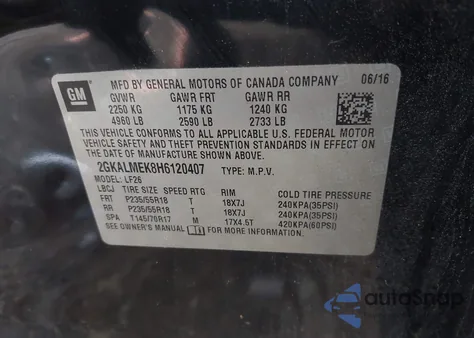 GM
MFD BY GENERAL MOTORS OF CANADA COMPANY 06/16
GVWR GAWR FRT GAWR RR
2250 KG 1175 KG 1240 KG
4960 LB 2590 LB 2733 LB
THIS VEHICLE CONFORMS TO ALL APPLICABLE U.S. FEDERAL MOTOR
VEHICLE SAFETY AND THEFT PREVENTION STANDARDS IN EFFECT ON
THE DATE OF MANUFACTURE SHOWN ABOVE.
2GKALMEK8H6120407 TYPE: M.P.V.
MODEL: LF26
LBCJ TIRE SIZE SPEED RTG RIM COLD TIRE PRESSURE
FRT P235/55R18 T 18X7J 240KPA(35PSI)
RR P235/55R18 T 18X7J 240KPA(35PSI)
SPA T145/70R17 M 17X4.5T 420KPA(60PSI)
SEE OWNER'S MANUAL FOR MORE INFORMATION.
autoSnap